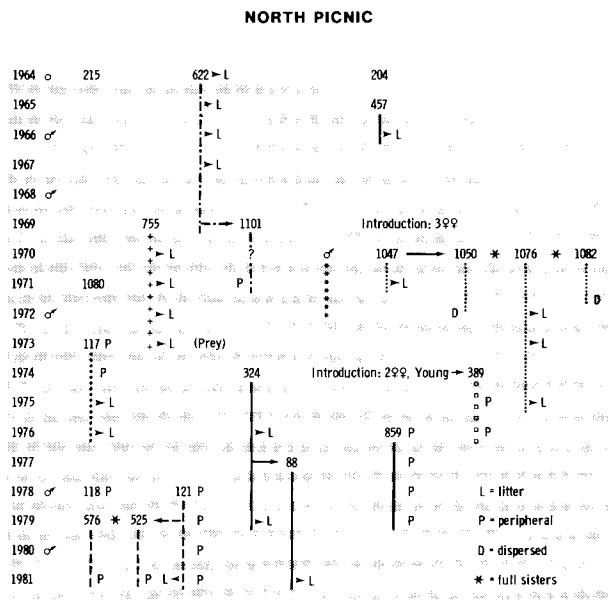 NORTH PICNIC
1964 ○ 215 622 ► L 204
1965 ► L 457
1966 ♂ ► L ► L
1967 ► L
1968 ♂
1969 755 1101 Introduction: 3♀♀
1970 ► L ? ♂ 1047 1050 * 1076 * 1082
1971 1080 ► L P ► L
1972 ♂ ► L D ► L D
1973 117 P ► L (Prey) ► L
1974 P 324 Introduction: 2♀♀, Young 389
1975 ► L P ► L
1976 ► L ► L 859 P P
1977 88 P
1978 ♂ 118 P 121 P P L = litter
1979 576 * 525 P ► L P P = peripheral
1980 ♂ P D = dispersed
1981 P P L ◄ P ► L * = full sisters